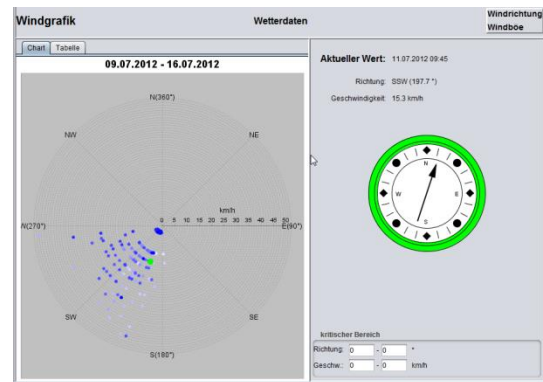 Windgrafik
Wetterdaten
Windrichtung
Windböe
Chart Tabelle
09.07.2012 - 16.07.2012
N(360°)
NW
NE
km/h
0 5 10 15 20 25 30 35 40 45 50
W(270°)
E(90°)
SW
SE
S(180°)
Aktueller Wert: 11.07.2012 09:45
Richtung: SSW (197.7 °)
Geschwindigkeit: 15.3 km/h
N
W
E
S
kritischer Bereich
Richtung: 0 - 0 °
Geschw.: 0 - 0 km/h